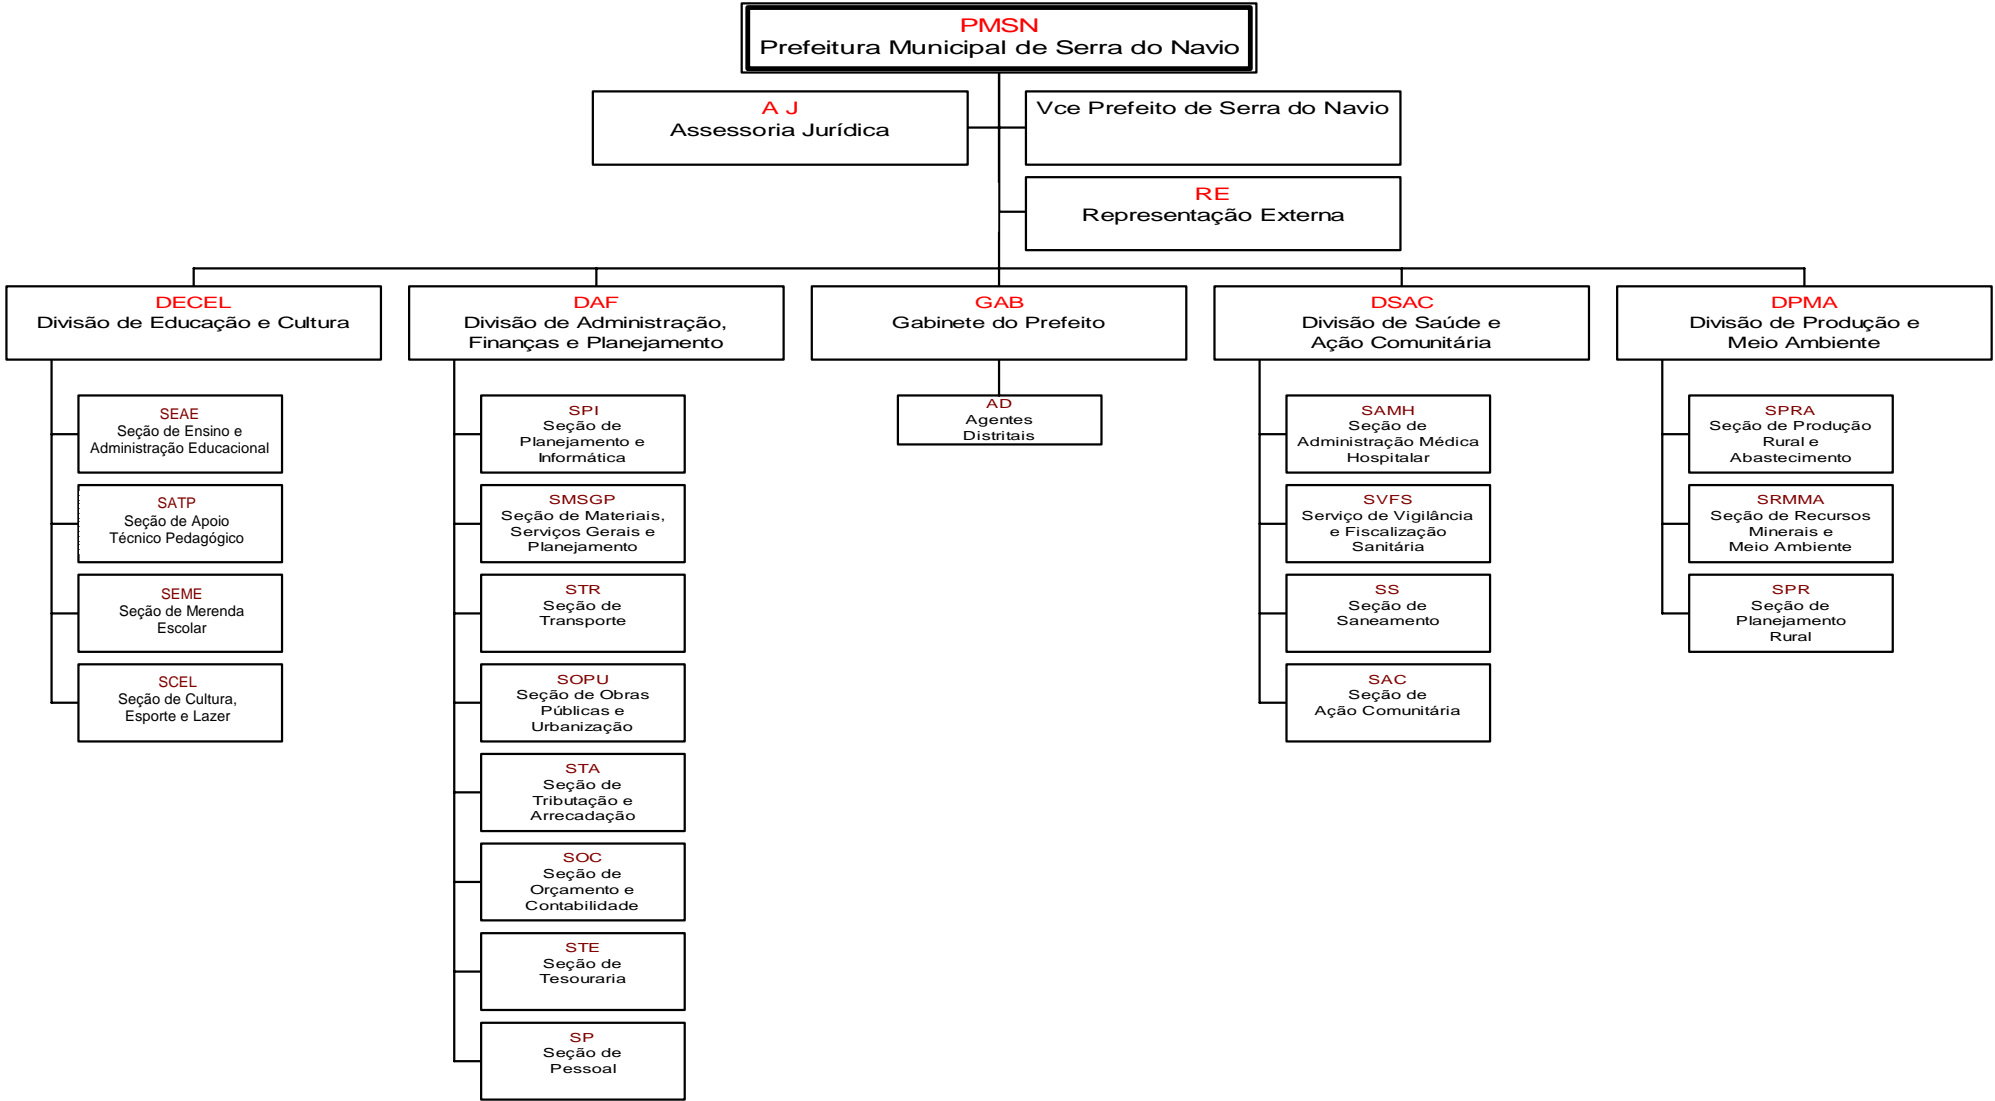 PMSN
Prefeitura Municipal de Serra do Navio
A J
Assessoria Jurídica
Vce Prefeito de Serra do Navio
RE
Representação Externa
DECEL
Divisão de Educação e Cultura
DAF
Divisão de Administração,
Finanças e Planejamento
GAB
Gabinete do Prefeito
DSAC
Divisão de Saúde e
Ação Comunitária
DPMA
Divisão de Produção e
Meio Ambiente
SEAE
Seção de Ensino e
Administração Educacional
SATP
Seção de Apoio
Técnico Pedagógico
SEME
Seção de Merenda
Escolar
SCEL
Seção de Cultura,
Esporte e Lazer
SPI
Seção de
Planejamento e
Informática
SMSGP
Seção de Materiais,
Serviços Gerais e
Planejamento
STR
Seção de
Transporte
SOPU
Seção de Obras
Públicas e
Urbanização
STA
Seção de
Tributação e
Arrecadação
SOC
Seção de
Orçamento e
Contabilidade
STE
Seção de
Tesouraria
SP
Seção de
Pessoal
AD
Agentes
Distritais
SAMH
Seção de
Administração Médica
Hospitalar
SVFS
Serviço de Vigilância
e Fiscalização
Sanitária
SS
Seção de
Saneamento
SAC
Seção de
Ação Comunitária
SPRA
Seção de Produção
Rural e
Abastecimento
SRMMA
Seção de Recursos
Minerais e
Meio Ambiente
SPR
Seção de
Planejamento
Rural